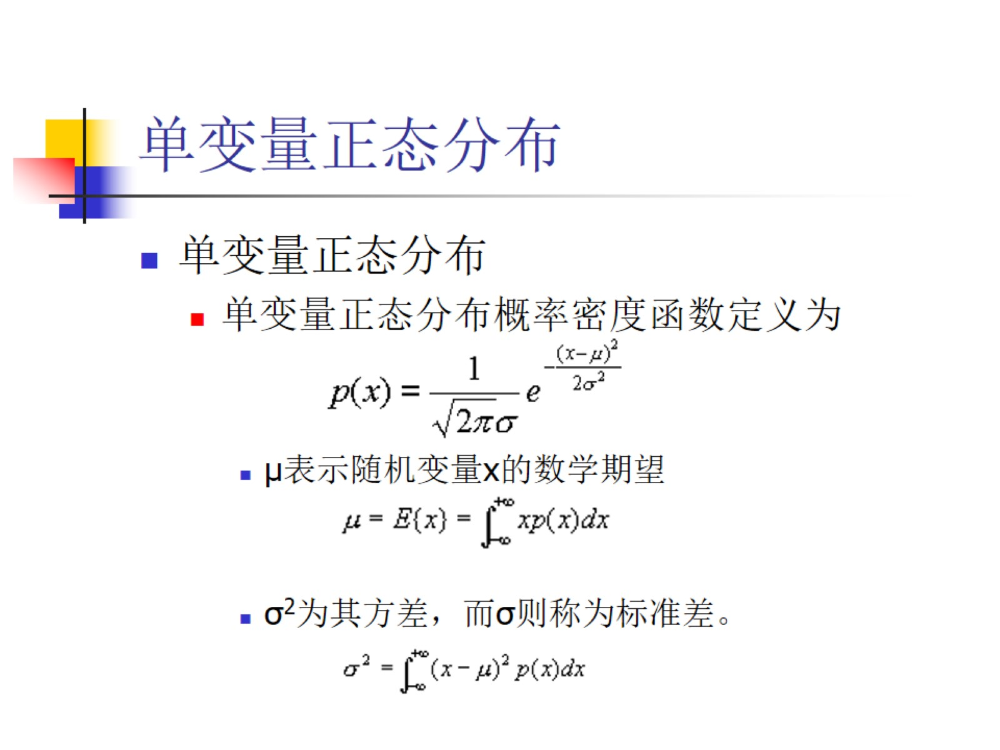 单变量正态分布
单变量正态分布
单变量正态分布概率密度函数定义为
p(x) = \frac{1}{\sqrt{2\pi}\sigma} e^{-\frac{(x-\mu)^2}{2\sigma^2}}
μ表示随机变量x的数学期望
\mu = E\{x\} = \int_{-\infty}^{+\infty} xp(x)dx
σ²为其方差，而σ则称为标准差。
\sigma^2 = \int_{-\infty}^{+\infty} (x-\mu)^2 p(x)dx